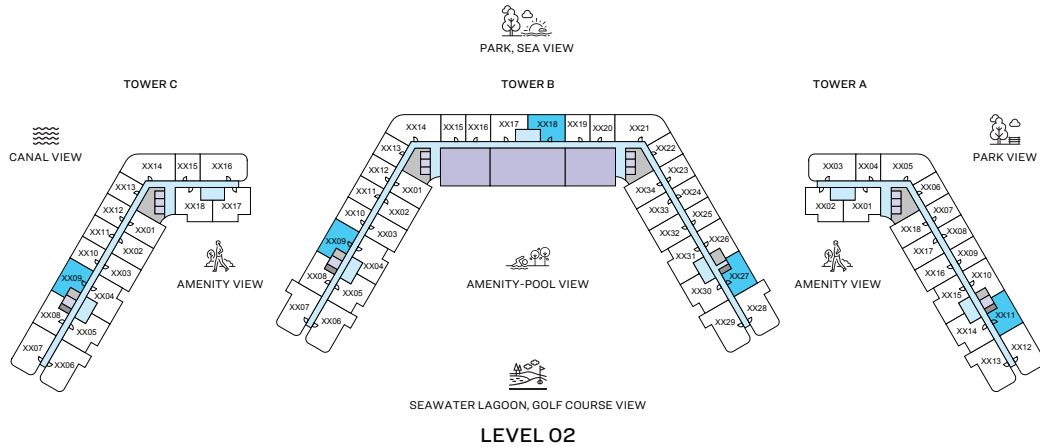 PARK, SEA VIEW
TOWER C
TOWER B
TOWER A
CANAL VIEW
PARK VIEW
XX14
XX15
XX16
XX13
XX12
XX11
XX10
XX09
XX08
XX07
XX06
XX05
XX04
XX03
XX02
XX01
XX18
XX17
AMENITY VIEW
XX14
XX15
XX16
XX17
XX18
XX19
XX20
XX21
XX13
XX12
XX11
XX10
XX09
XX08
XX07
XX06
XX05
XX04
XX03
XX02
XX01
XX22
XX23
XX24
XX25
XX26
XX27
XX28
XX29
XX30
XX31
XX32
XX33
XX34
AMENITY-POOL VIEW
XX03
XX04
XX05
XX02
XX01
XX06
XX07
XX08
XX09
XX10
XX11
XX12
XX13
XX14
XX15
XX16
XX17
XX18
AMENITY VIEW
SEAWATER LAGOON, GOLF COURSE VIEW
LEVEL 02